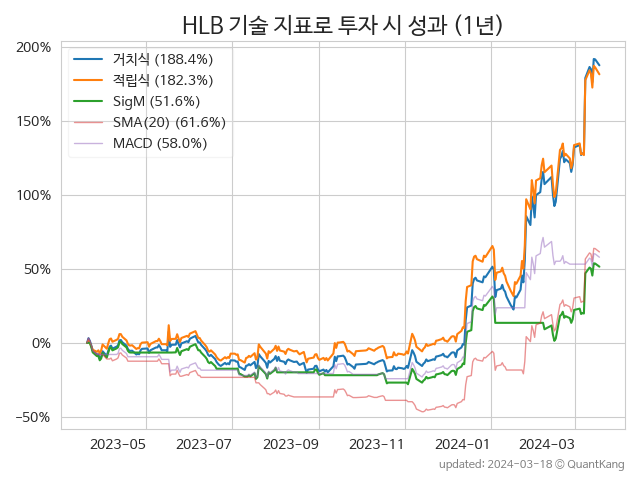 HLB 기술 지표로 투자 시 성과 (1년)
200%
150%
100%
50%
0%
−50%
거치식 (188.4%)
적립식 (182.3%)
SigM (51.6%)
SMA(20) (61.6%)
MACD (58.0%)
2023-05 2023-07 2023-09 2023-11 2024-01 2024-03
updated: 2024-03-18 © QuantKang